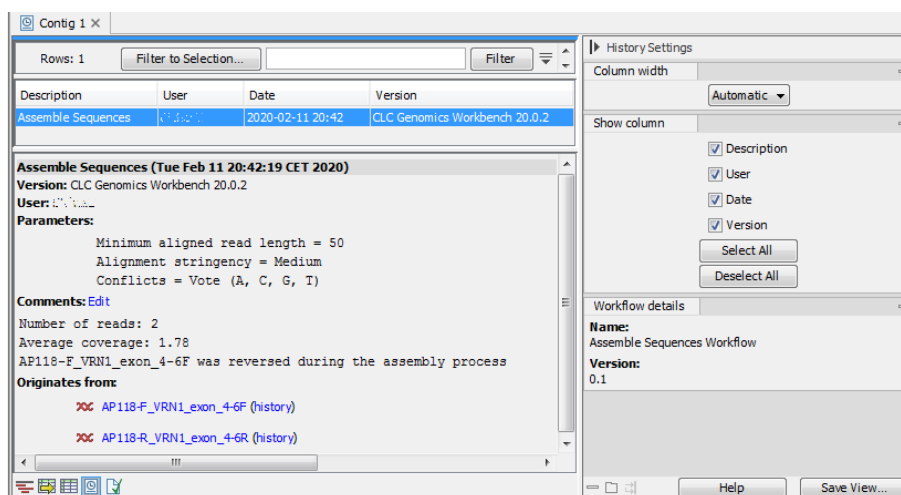 Contig 1
Rows: 1
Filter to Selection...
Filter
Description User Date Version
Assemble Sequences 2020-02-11 20:42 CLC Genomics Workbench 20.0.2
Assemble Sequences (Tue Feb 11 20:42:19 CET 2020)
Version: CLC Genomics Workbench 20.0.2
User:
Parameters:
Minimum aligned read length = 50
Alignment stringency = Medium
Conflicts = Vote (A, C, G, T)
Comments: Edit
Number of reads: 2
Average coverage: 1.78
AP118-F_VRN1_exon_4-6F was reversed during the assembly process
Originates from:
AP118-F_VRN1_exon_4-6F (history)
AP118-R_VRN1_exon_4-6R (history)
History Settings
Column width
Automatic
Show column
Description
User
Date
Version
Select All
Deselect All
Workflow details
Name:
Assemble Sequences Workflow
Version:
0.1
Help
Save View...